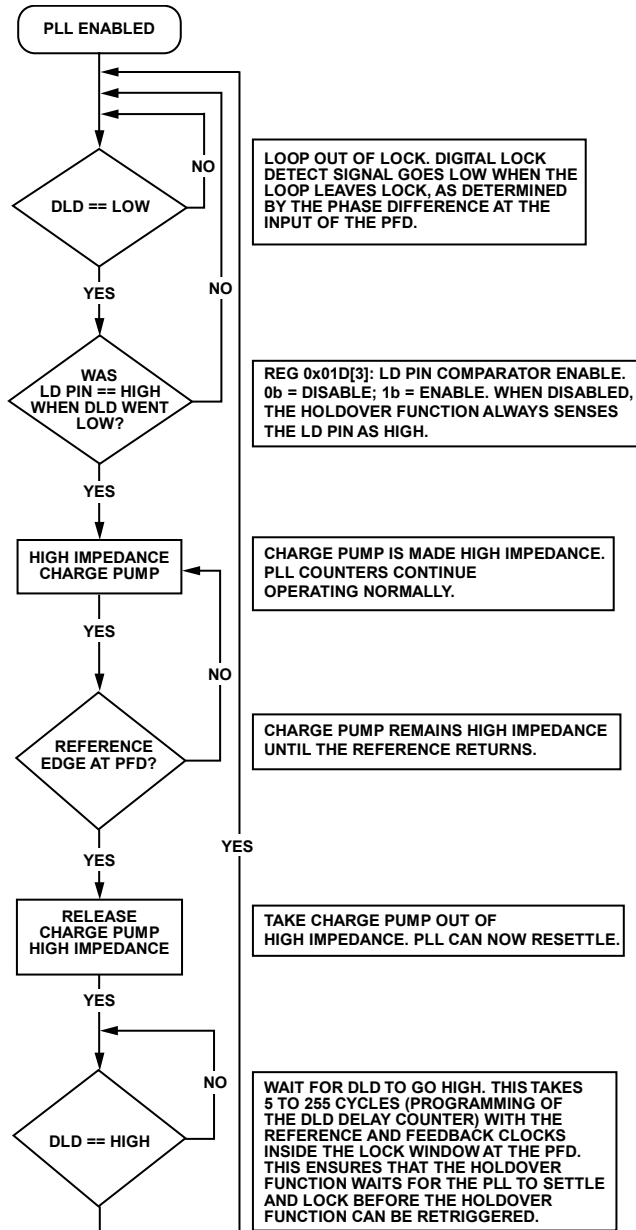 PLL ENABLED
NO
DLD == LOW
LOOP OUT OF LOCK. DIGITAL LOCK
DETECT SIGNAL GOES LOW WHEN THE
LOOP LEAVES LOCK, AS DETERMINED
BY THE PHASE DIFFERENCE AT THE
INPUT OF THE PFD.
YES
NO
WAS
LD PIN == HIGH
WHEN DLD WENT
LOW?
REG 0x01D[3]: LD PIN COMPARATOR ENABLE.
0b = DISABLE; 1b = ENABLE. WHEN DISABLED,
THE HOLDOVER FUNCTION ALWAYS SENSES
THE LD PIN AS HIGH.
YES
HIGH IMPEDANCE
CHARGE PUMP
CHARGE PUMP IS MADE HIGH IMPEDANCE.
PLL COUNTERS CONTINUE
OPERATING NORMALLY.
YES
NO
REFERENCE
EDGE AT PFD?
CHARGE PUMP REMAINS HIGH IMPEDANCE
UNTIL THE REFERENCE RETURNS.
YES
YES
RELEASE
CHARGE PUMP
HIGH IMPEDANCE
TAKE CHARGE PUMP OUT OF
HIGH IMPEDANCE. PLL CAN NOW RESETTLE.
YES
NO
DLD == HIGH
WAIT FOR DLD TO GO HIGH. THIS TAKES
5 TO 255 CYCLES (PROGRAMMING OF
THE DLD DELAY COUNTER) WITH THE
REFERENCE AND FEEDBACK CLOCKS
INSIDE THE LOCK WINDOW AT THE PFD.
THIS ENSURES THAT THE HOLDOVER
FUNCTION WAITS FOR THE PLL TO SETTLE
AND LOCK BEFORE THE HOLDOVER
FUNCTION CAN BE RETRIGGERED.